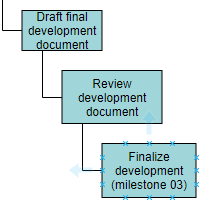 Draft final
development
document
Review
development
document
Finalize
development
(milestone 03)